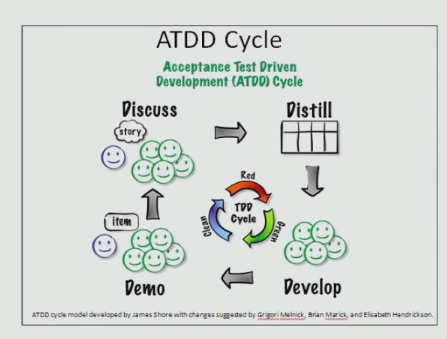 ATDD Cycle
Acceptance Test Driven
Development (ATDD) Cycle
Discuss
Distill
story
Red
TDD
Cycle
Clean
Green
item
Demo
Develop
ATDD cycle model developed by James Shore with changes suggested by Grigori Melnick, Brian Marick, and Elisabeth Hendrickson.